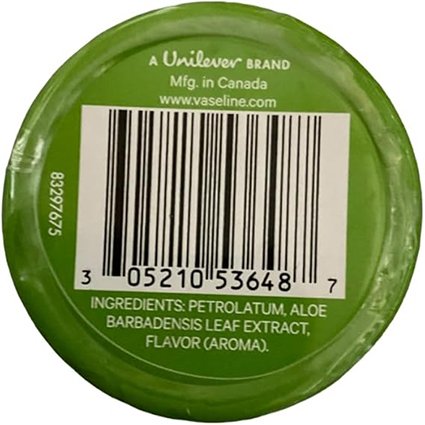 A Unilever BRAND
Mfg. in Canada
www.vaseline.com
83297675
3 05210 53648 7
INGREDIENTS: PETROLATUM, ALOE
BARBADENSIS LEAF EXTRACT,
FLAVOR (AROMA).